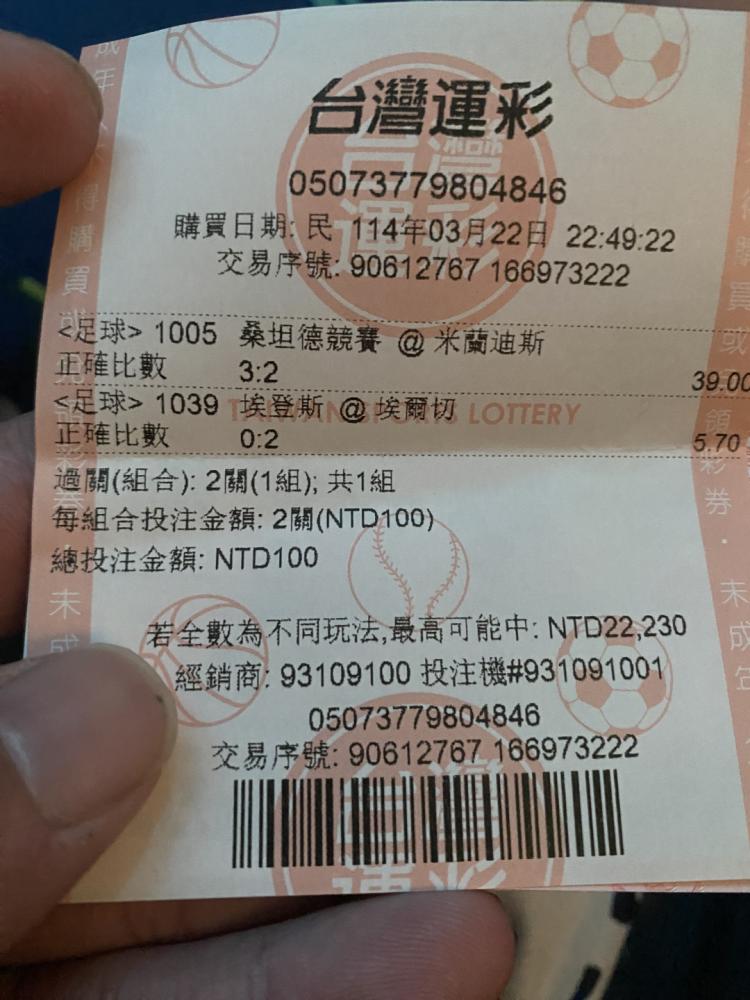 台灣運彩
05073779804846
購買日期: 民 114年03月22日 22:49:22
交易序號: 90612767 166973222
<足球> 1005 桑坦德競賽 @ 米蘭迪斯
正確比數 3:2 39.00
<足球> 1039 埃登斯 @ 埃爾切
正確比數 0:2 5.70
TAIWAN SPORTS LOTTERY
過關(組合): 2關(1組); 共1組
每組合投注金額: 2關(NTD100)
總投注金額: NTD100
若全數為不同玩法,最高可能中: NTD22,230
經銷商: 93109100 投注機#931091001
05073779804846
交易序號: 90612767 166973222